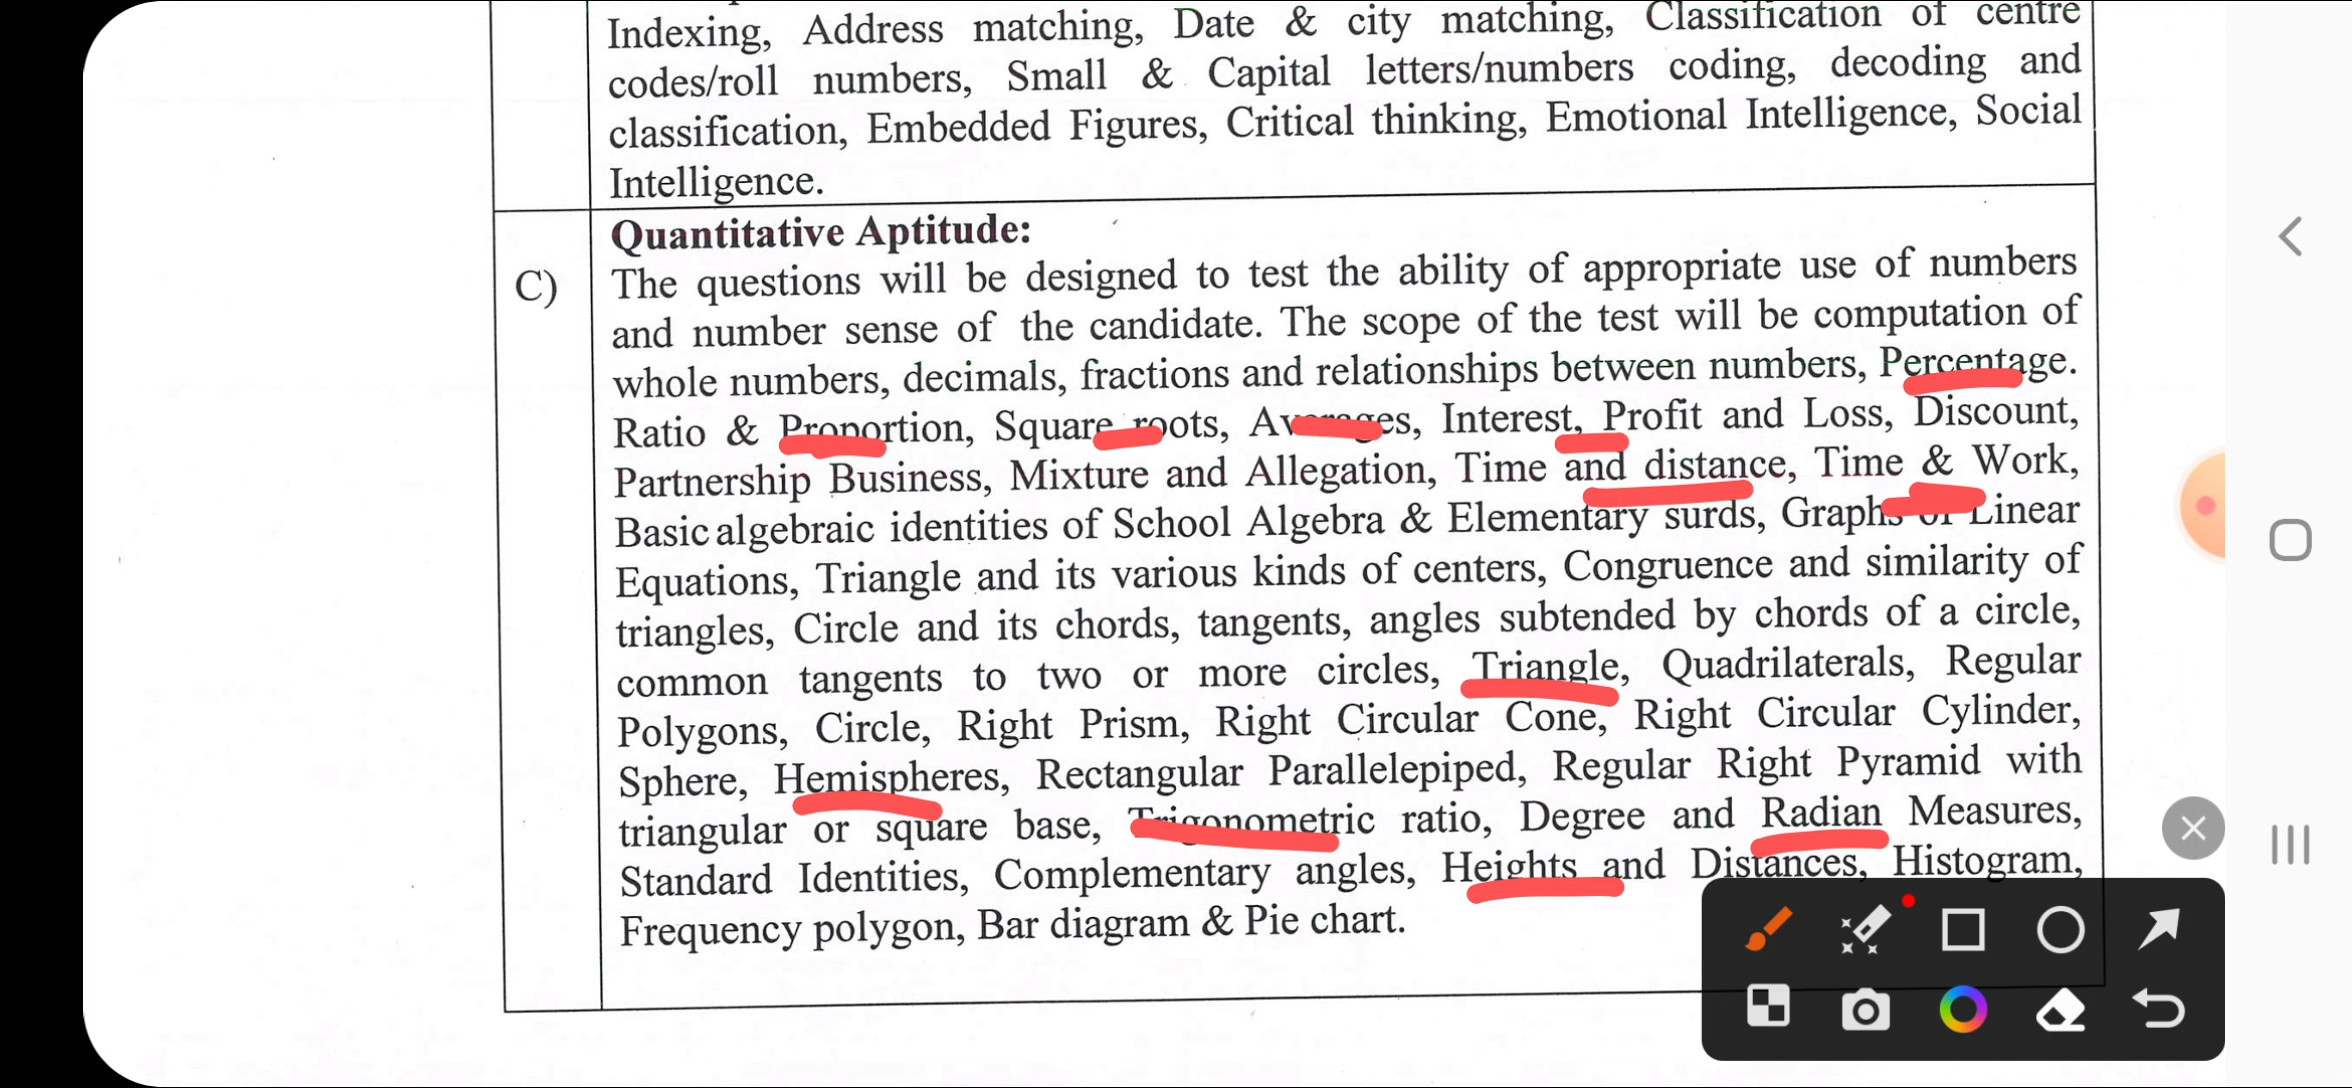 Indexing, Address matching, Date & city matching, Classification of centre
codes/roll numbers, Small & Capital letters/numbers coding, decoding and
classification, Embedded Figures, Critical thinking, Emotional Intelligence, Social
Intelligence.
Quantitative Aptitude:
C) The questions will be designed to test the ability of appropriate use of numbers
and number sense of the candidate. The scope of the test will be computation of
whole numbers, decimals, fractions and relationships between numbers, Percentage.
Ratio & Proportion, Square roots, Averages, Interest, Profit and Loss, Discount,
Partnership Business, Mixture and Allegation, Time and distance, Time & Work,
Basic algebraic identities of School Algebra & Elementary surds, Graphs of Linear
Equations, Triangle and its various kinds of centers, Congruence and similarity of
triangles, Circle and its chords, tangents, angles subtended by chords of a circle,
common tangents to two or more circles, Triangle, Quadrilaterals, Regular
Polygons, Circle, Right Prism, Right Circular Cone, Right Circular Cylinder,
Sphere, Hemispheres, Rectangular Parallelepiped, Regular Right Pyramid with
triangular or square base, Trigonometric ratio, Degree and Radian Measures,
Standard Identities, Complementary angles, Heights and Distances, Histogram,
Frequency polygon, Bar diagram & Pie chart.